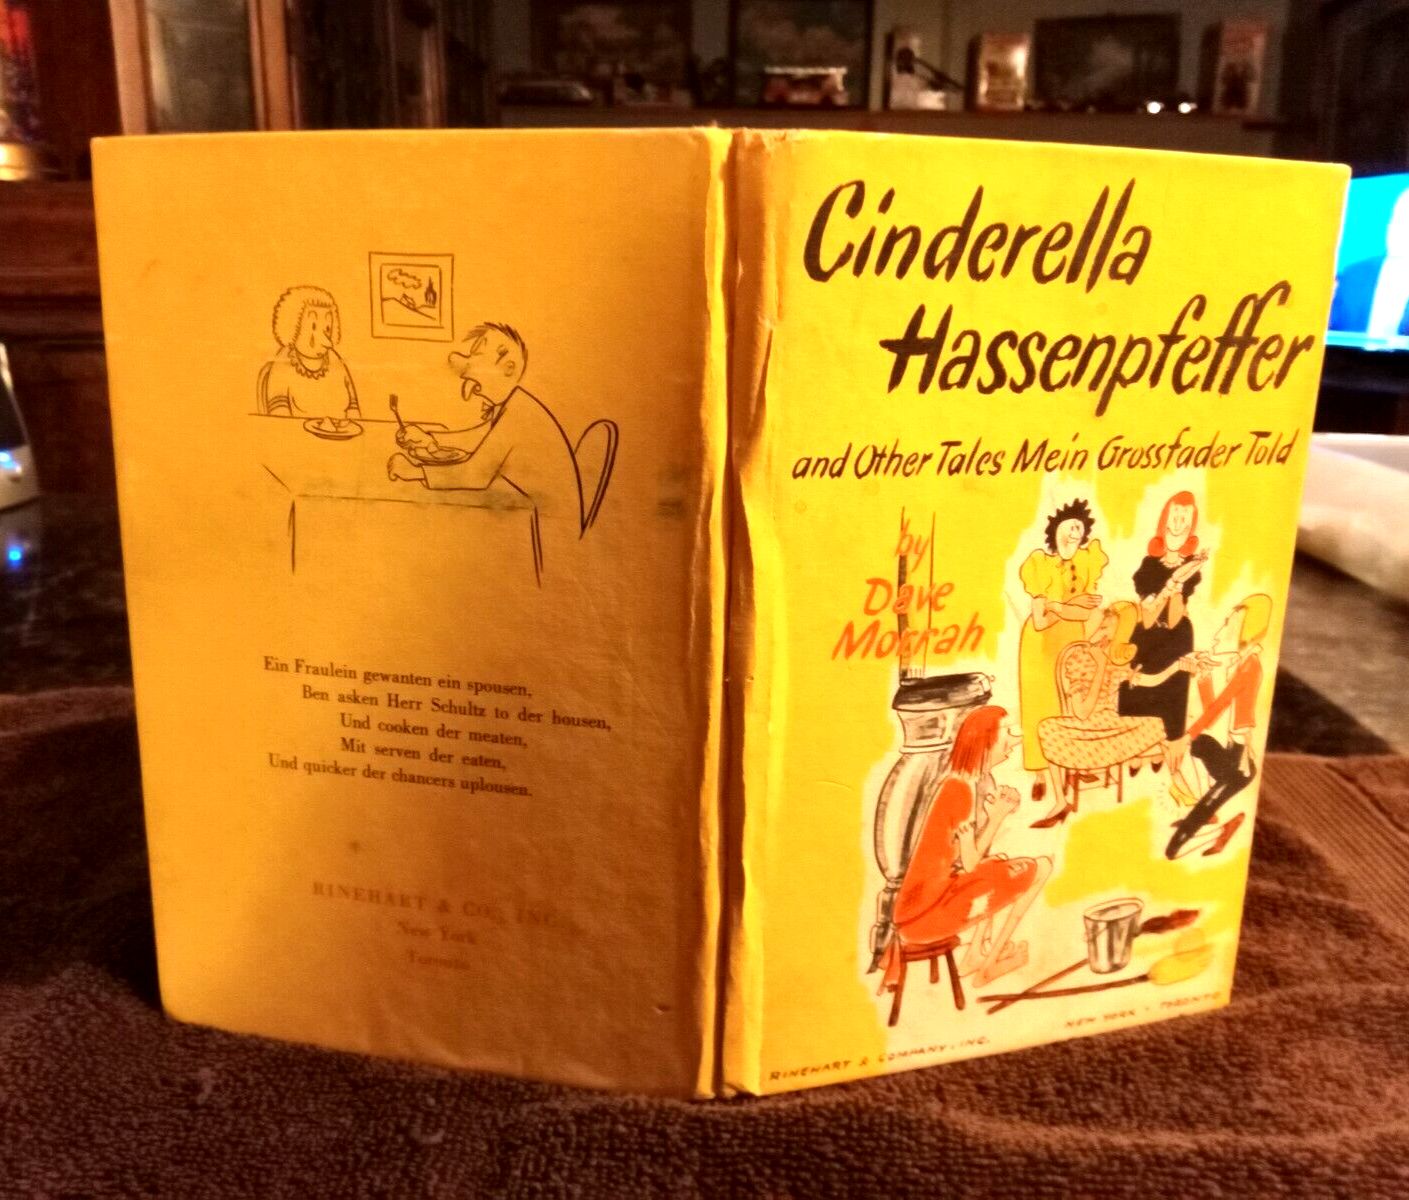 Cinderella
Hassenpfeffer
and Other Tales Mein Grossfader Told
by
Dave
Morrah
RINEHART & COMPANY, INC.
NEW YORK • TORONTO
Ein Fraulein gewanten ein spousen,
Ben asken Herr Schultz to der housen,
Und cooken der meaten,
Mit serven der eaten,
Und quicker der chancers uplousen.
RINEHART & CO., INC.
New York
Toronto